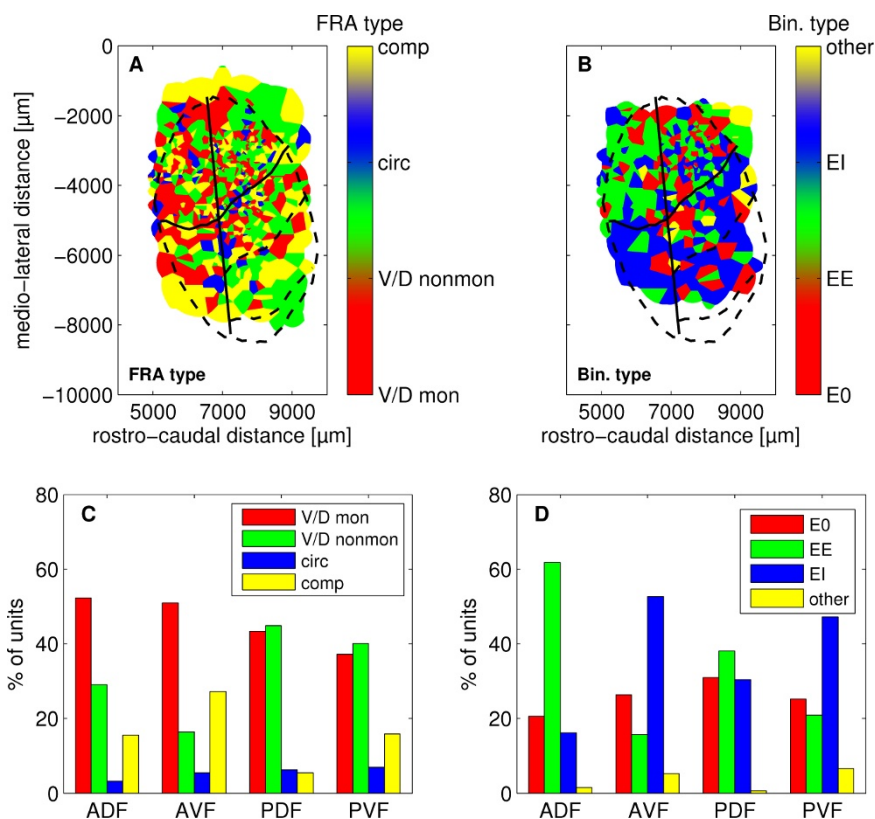 FRA type
comp
circ
V/D nonmon
V/D mon
A
FRA type
0
−2000
−4000
−6000
−8000
−10000
medio−lateral distance [µm]
5000 7000 9000
rostro−caudal distance [µm]
Bin. type
other
EI
EE
E0
B
Bin. type
5000 7000 9000
rostro−caudal distance [µm]
C
V/D mon
V/D nonmon
circ
comp
80
60
40
20
0
% of units
ADF AVF PDF PVF
D
E0
EE
EI
other
80
60
40
20
0
% of units
ADF AVF PDF PVF